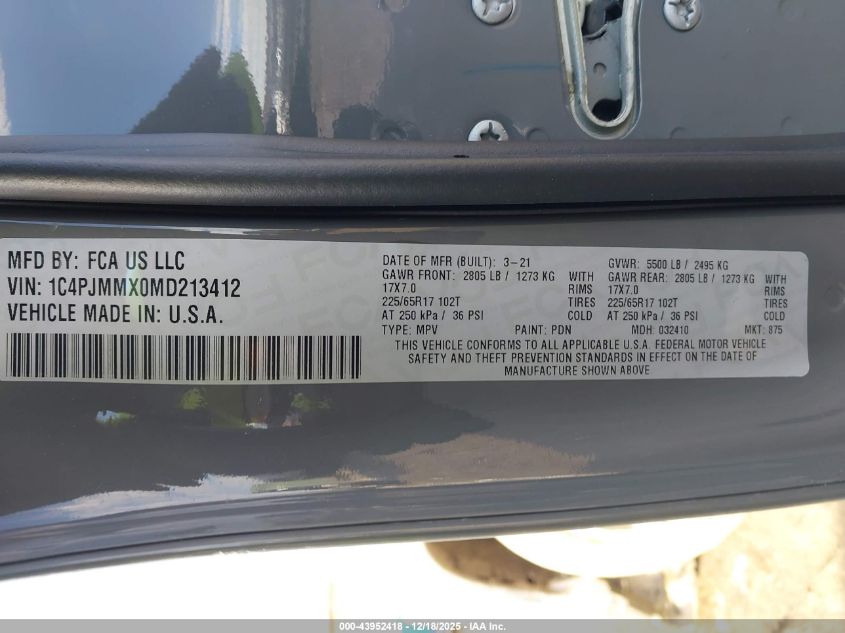 MFD BY: FCA US LLC
VIN: 1C4PJMMX0MD213412
VEHICLE MADE IN: U.S.A.
DATE OF MFR (BUILT): 3-21
GVWR: 5500 LB / 2495 KG
GAWR FRONT: 2805 LB / 1273 KG WITH
GAWR REAR: 2805 LB / 1273 KG WITH
17X7.0 RIMS
17X7.0 RIMS
225/65R17 102T TIRES
225/65R17 102T TIRES
AT 250 kPa / 36 PSI COLD
AT 250 kPa / 36 PSI COLD
TYPE: MPV PAINT: PDN MDH: 032410 MKT: 875
THIS VEHICLE CONFORMS TO ALL APPLICABLE U.S.A. FEDERAL MOTOR VEHICLE
SAFETY AND THEFT PREVENTION STANDARDS IN EFFECT ON THE DATE OF
MANUFACTURE SHOWN ABOVE
000-43952418 - 12/18/2025 - IAA Inc.